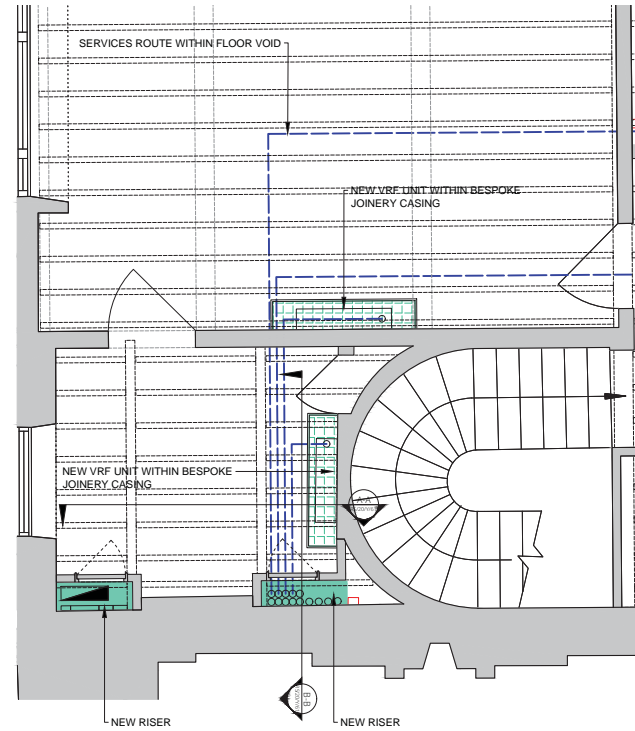 SERVICES ROUTE WITHIN FLOOR VOID
NEW VRF UNIT WITHIN BESPOKE
JOINERY CASING
NEW VRF UNIT WITHIN BESPOKE
JOINERY CASING
A-A
B-B
NEW RISER
NEW RISER